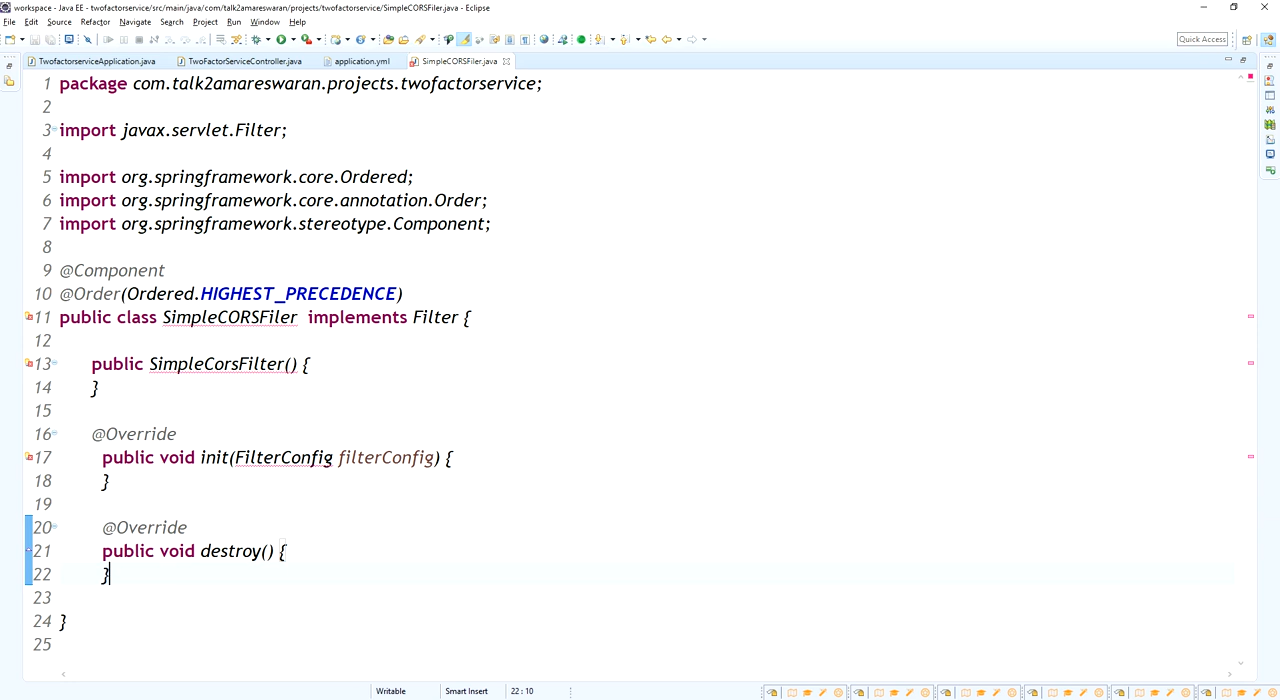 workspace - Java EE - twofactorservice/src/main/java/com/talk2amareswaran/projects/twofactorservice/SimpleCORSFiler.java - Eclipse
File Edit Source Refactor Navigate Search Project Run Window Help
Quick Access
TwofactorserviceApplication.java TwoFactorServiceController.java application.yml SimpleCORSFiler.java
1 package com.talk2amareswaran.projects.twofactorservice;
2
3 import javax.servlet.Filter;
4
5 import org.springframework.core.Ordered;
6 import org.springframework.core.annotation.Order;
7 import org.springframework.stereotype.Component;
8
9 @Component
10 @Order(Ordered.HIGHEST_PRECEDENCE)
11 public class SimpleCORSFiler implements Filter {
12
13 public SimpleCorsFilter() {
14 }
15
16 @Override
17 public void init(FilterConfig filterConfig) {
18 }
19
20 @Override
21 public void destroy() {
22 }
23
24 }
25
Writable Smart Insert 22 : 10